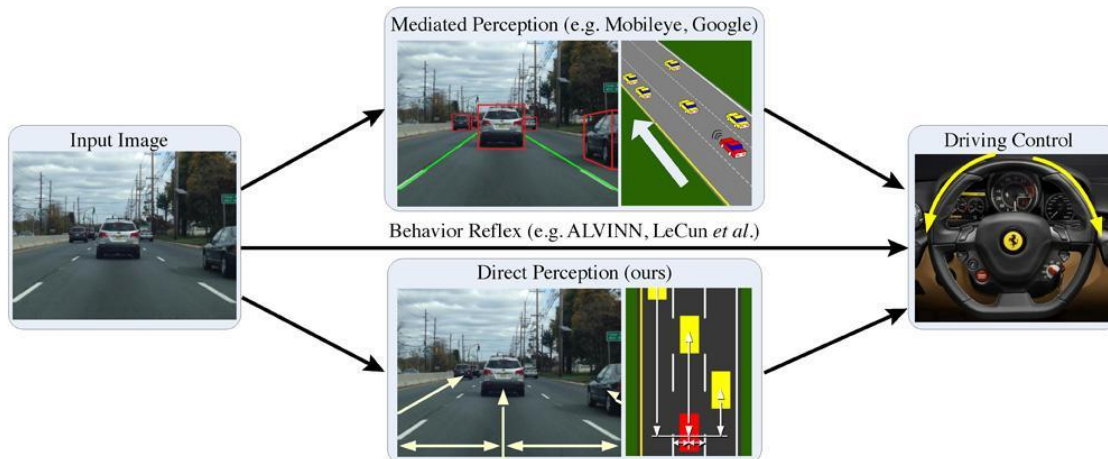 Mediated Perception (e.g. Mobileye, Google)
Input Image
Driving Control
Behavior Reflex (e.g. ALVINN, LeCun et al.)
Direct Perception (ours)